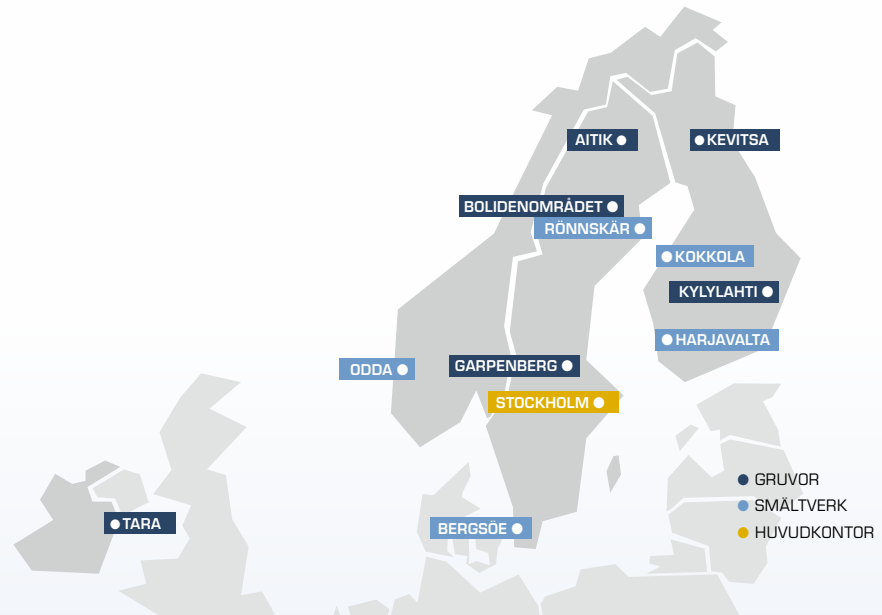 AITIK
KEVITSA
BOLIDENOMRÅDET
RÖNNSKÄR
KOKKOLA
KYLYLAHTI
HARJAVALTA
GARPENBERG
ODDA
STOCKHOLM
GRUVOR
SMÄLTVERK
HUVUDKONTOR
TARA
BERGSÖE